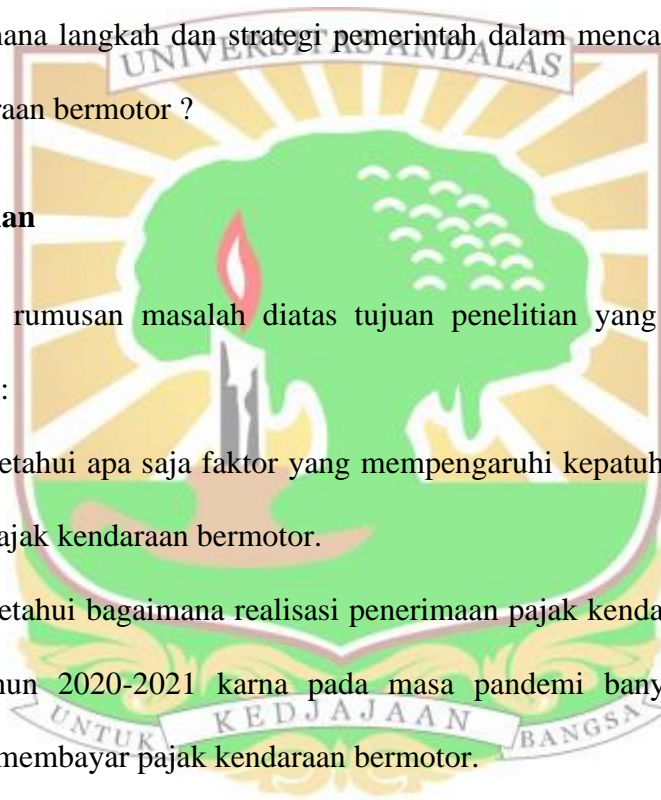 ana langkah dan strategi pemerintah dalam menca
UNIVERSITAS ANDALAS
raan bermotor ?
an
rumusan masalah diatas tujuan penelitian yang
:
etahui apa saja faktor yang mempengaruhi kepatuh
ajak kendaraan bermotor.
etahui bagaimana realisasi penerimaan pajak kenda
hun 2020-2021 karna pada masa pandemi bany
UNTUK KEDJAJAAN BANGSA
membayar pajak kendaraan bermotor.